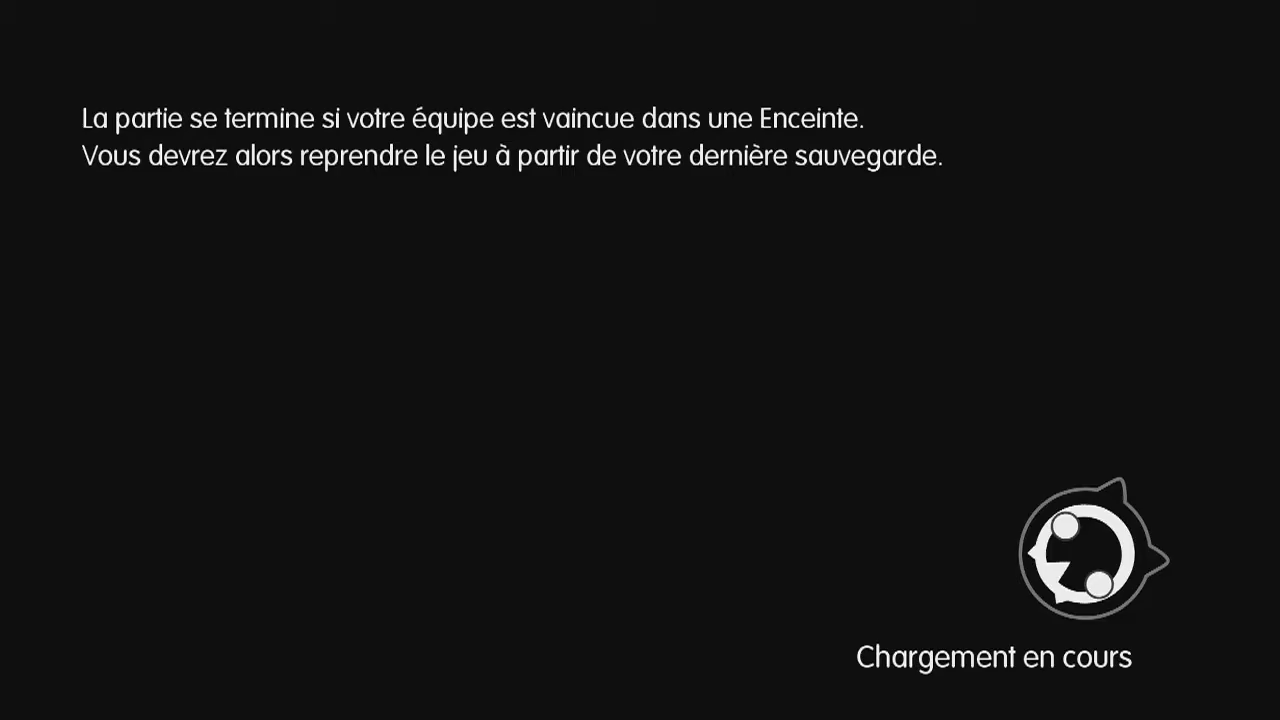 La partie se termine si votre équipe est vaincue dans une Enceinte.
Vous devrez alors reprendre le jeu à partir de votre dernière sauvegarde.
Chargement en cours